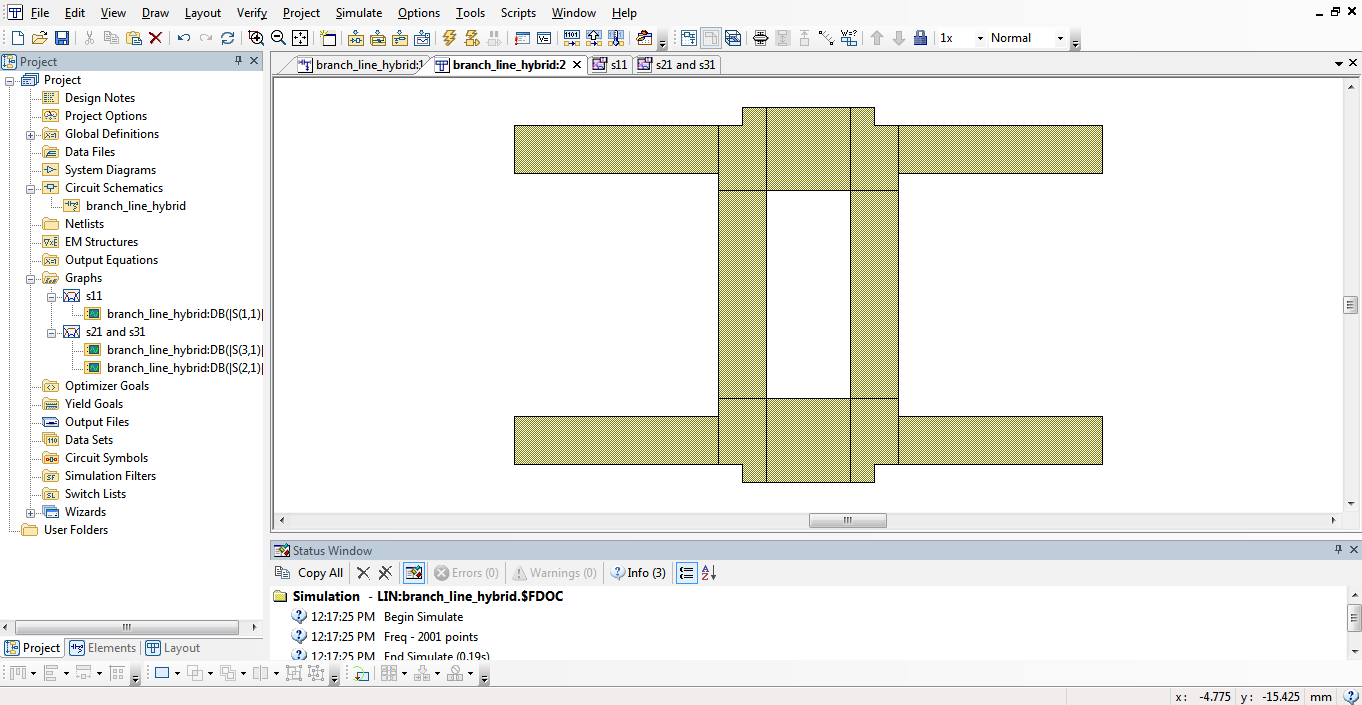 File Edit View Draw Layout Verify Project Simulate Options Tools Scripts Window Help
1x Normal
Project
branch_line_hybrid:1 branch_line_hybrid:2 s11 s21 and s31
Project
Design Notes
Project Options
Global Definitions
Data Files
System Diagrams
Circuit Schematics
branch_line_hybrid
Netlists
EM Structures
Output Equations
Graphs
s11
branch_line_hybrid:DB(|S(1,1)|
s21 and s31
branch_line_hybrid:DB(|S(3,1)|
branch_line_hybrid:DB(|S(2,1)|
Optimizer Goals
Yield Goals
Output Files
Data Sets
Circuit Symbols
Simulation Filters
Switch Lists
Wizards
User Folders
Project Elements Layout
Status Window
Copy All Errors (0) Warnings (0) Info (3)
Simulation - LIN:branch_line_hybrid.$FDOC
12:17:25 PM Begin Simulate
12:17:25 PM Freq - 2001 points
12:17:25 PM End Simulate (0.19s)
x: -4.775 y: -15.425 mm